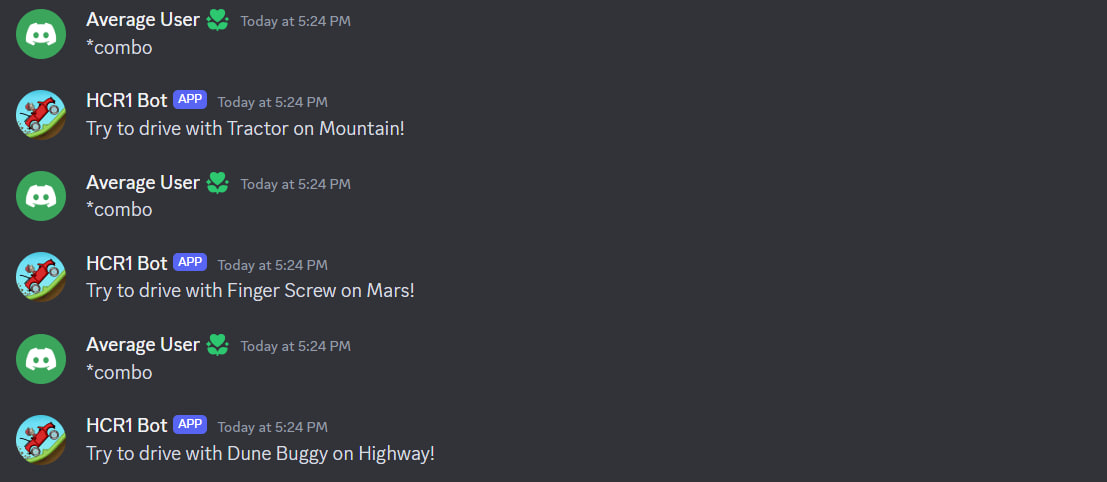 Average User Today at 5:24 PM
*combo
HCR1 Bot APP Today at 5:24 PM
Try to drive with Tractor on Mountain!
Average User Today at 5:24 PM
*combo
HCR1 Bot APP Today at 5:24 PM
Try to drive with Finger Screw on Mars!
Average User Today at 5:24 PM
*combo
HCR1 Bot APP Today at 5:24 PM
Try to drive with Dune Buggy on Highway!